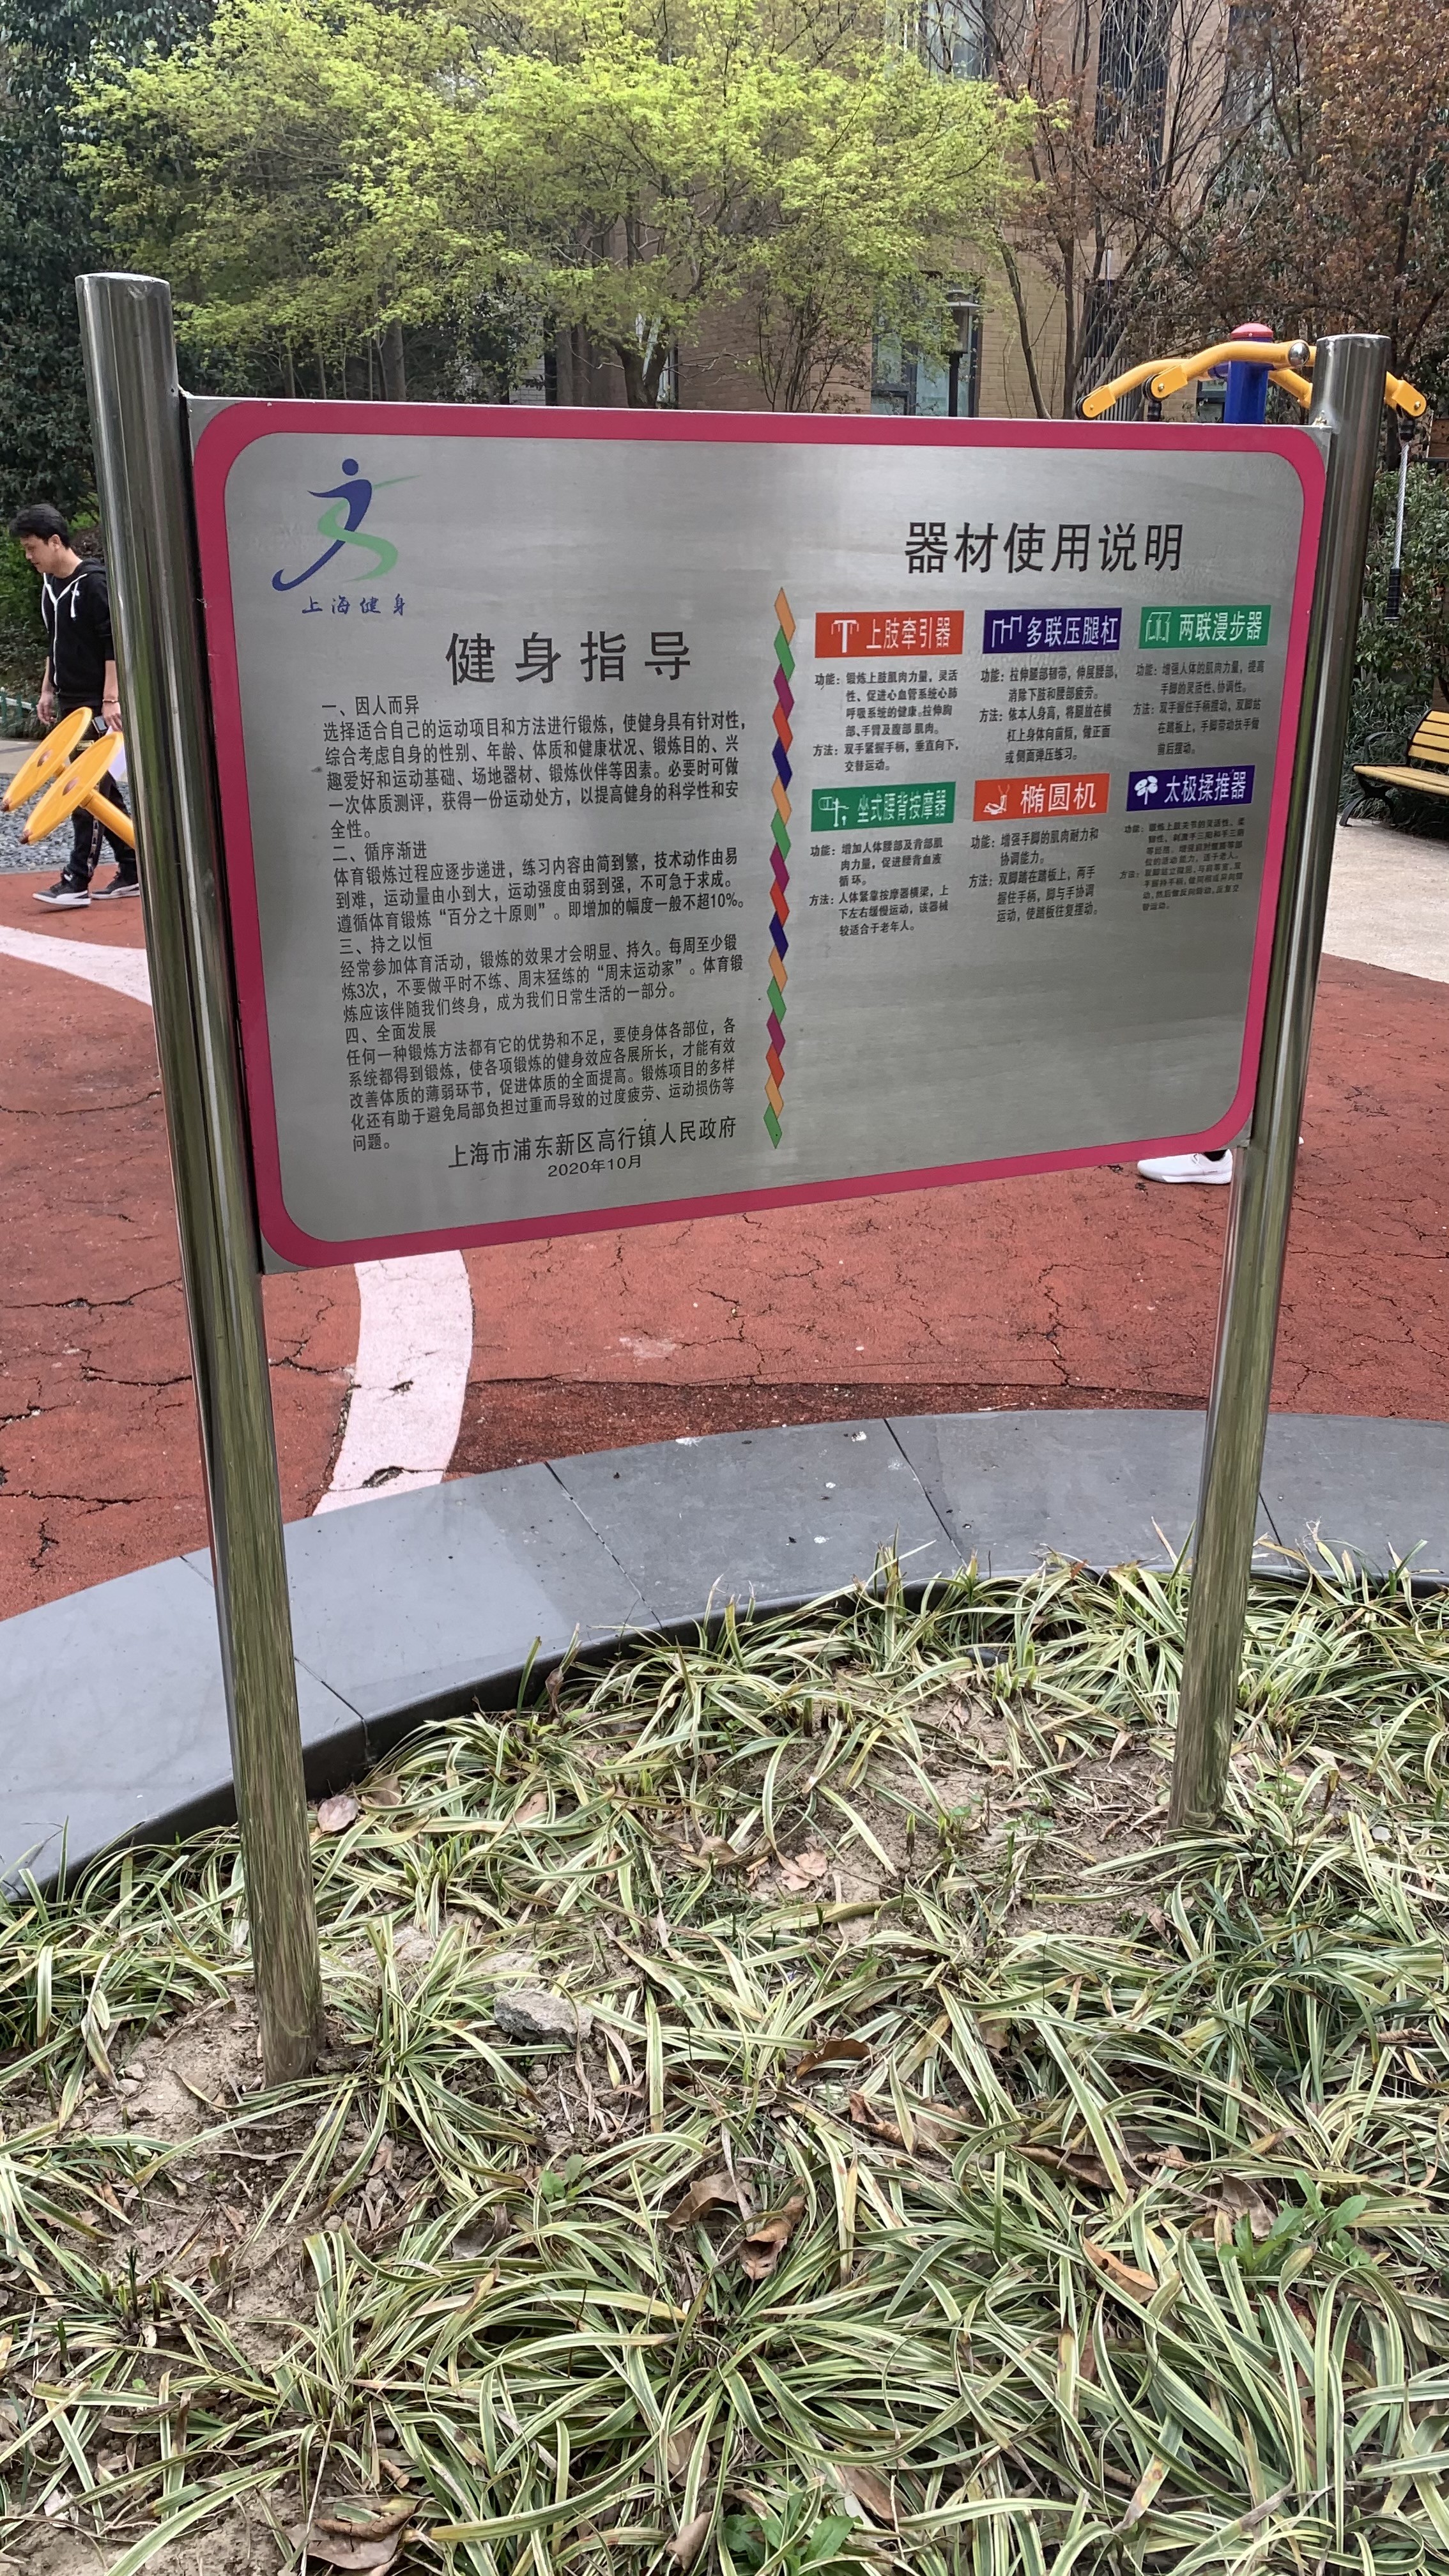 上海健身
健身指导
一、因人而异
选择适合自己的运动项目和方法进行锻炼，使健身具有针对性，
综合考虑自身的性别、年龄、体质和健康状况、锻炼目的、兴
趣爱好和运动基础、场地器材、锻炼伙伴等因素。必要时可做
一次体质测评，获得一份运动处方，以提高健身的科学性和安
全性。
二、循序渐进
体育锻炼过程应逐步递进，练习内容由简到繁，技术动作由易
到难，运动量由小到大，运动强度由弱到强，不可急于求成。
遵循体育锻炼“百分之十原则”。即增加的幅度一般不超10%。
三、持之以恒
经常参加体育活动，锻炼的效果才会明显、持久。每周至少锻
炼3次，不要做平时不练、周末猛练的“周末运动家”。体育锻
炼应该伴随我们终身，成为我们日常生活的一部分。
四、全面发展
任何一种锻炼方法都有它的优势和不足，要使身体各部位，各
系统都得到锻炼，使各项锻炼的健身效应各展所长，才能有效
改善体质的薄弱环节，促进体质的全面提高。锻炼项目的多样
化还有助于避免局部负担过重而导致的过度疲劳、运动损伤等
问题。
上海市浦东新区高行镇人民政府
2020年10月
器材使用说明
上肢牵引器
功能：锻炼上肢肌肉力量，灵活
性、促进心血管系统心肺
呼吸系统的健康。拉伸胸
部、手臂及腹部 肌肉。
方法：双手紧握手柄，垂直向下，
交替运动。
多联压腿杠
功能：拉伸腿部韧带，伸展腰部，
消除下肢和腰部疲劳。
方法：依本人身高，将腿放在横
杠上身体向前倾，做正面
或侧面弹压练习。
两联漫步器
功能：增强人体的肌肉力量，提高
手脚的灵活性、协调性。
方法：双手握住手柄摆动，双脚站
在踏板上，手脚带动扶手做
前后摆动。
坐式腰背按摩器
功能：增加人体腰部及背部肌
肉力量，促进腰背血液
循环。
方法：人体紧靠按摩器横梁，上
下左右缓慢运动，该器械
较适合于老年人。
椭圆机
功能：增强手脚的肌肉耐力和
协调能力。
方法：双脚踏在踏板上，两手
握住手柄，脚与手协调
运动，使踏板往复摆动。
太极揉推器
功能：锻炼上肢关节的灵活性、柔
方法：